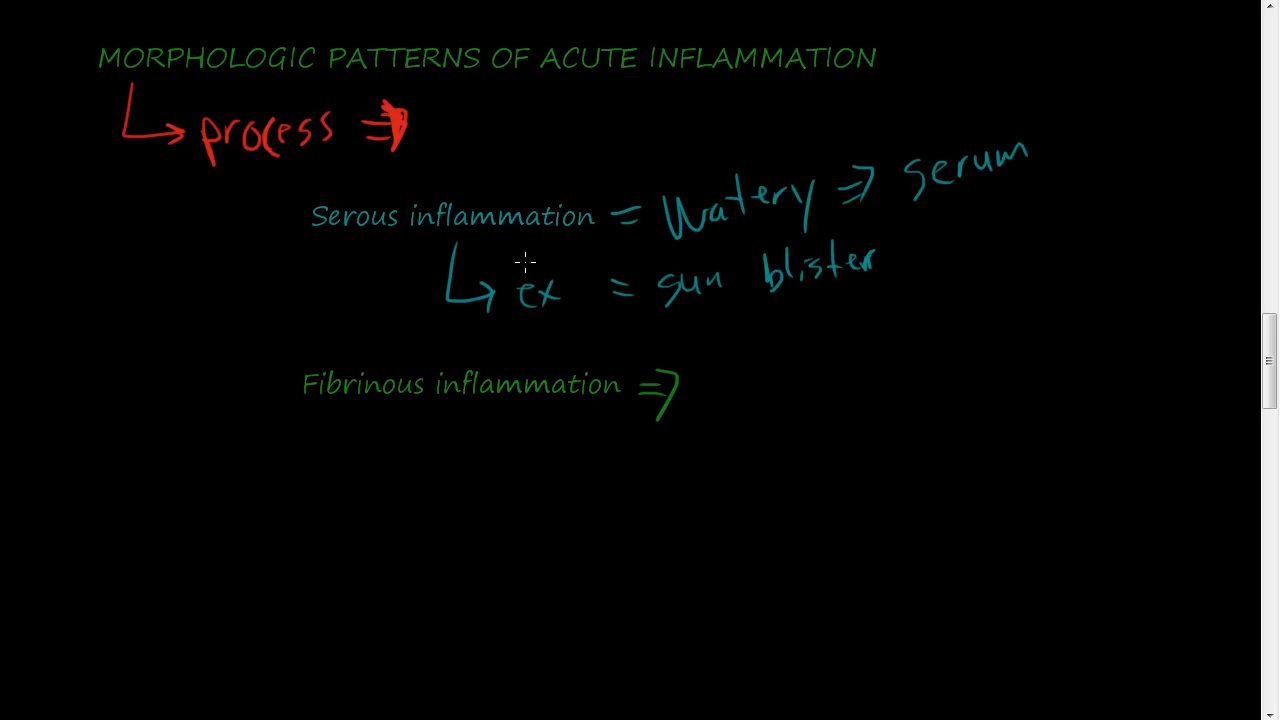 MORPHOLOGIC PATTERNS OF ACUTE INFLAMMATION
process ⇒
Serous inflammation = Watery ⇒ serum
ex = sun blister
Fibrinous inflammation ⇒